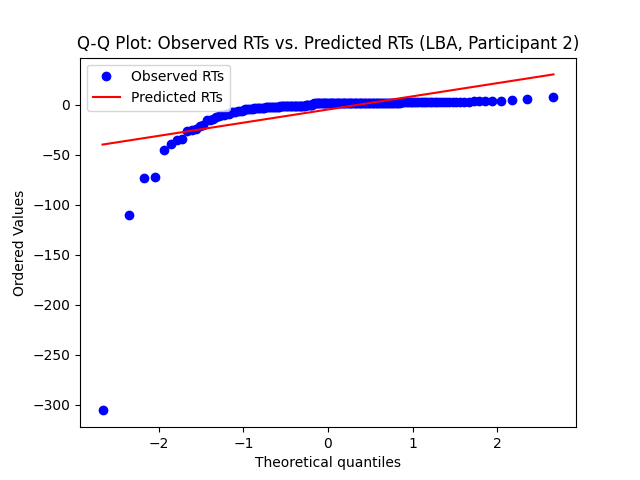 Q-Q Plot: Observed RTs vs. Predicted RTs (LBA, Participant 2)
Observed RTs
Predicted RTs
Ordered Values
0
−50
−100
−150
−200
−250
−300
−2
−1
0
1
2
Theoretical quantiles